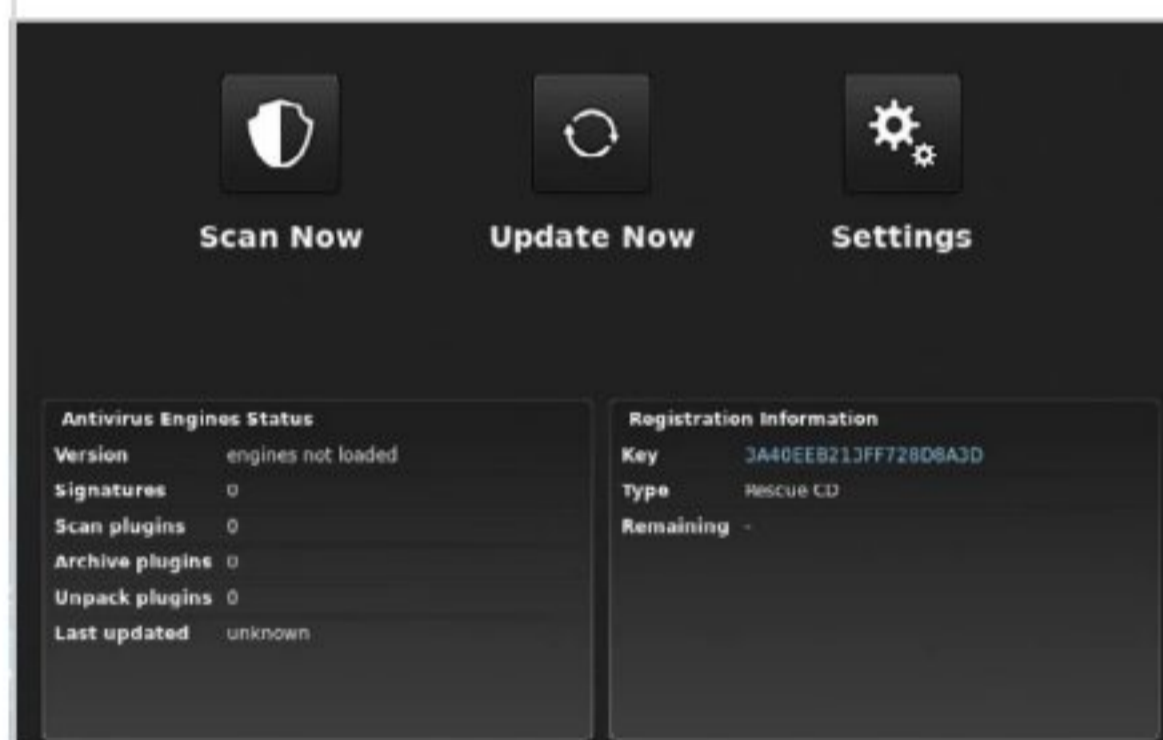 Scan Now
Update Now
Settings
Antivirus Engines Status
Version engines not loaded
Signatures 0
Scan plugins 0
Archive plugins 0
Unpack plugins 0
Last updated unknown
Registration Information
Key 3A40EEB213FF728D8A3D
Type Rescue CD
Remaining -